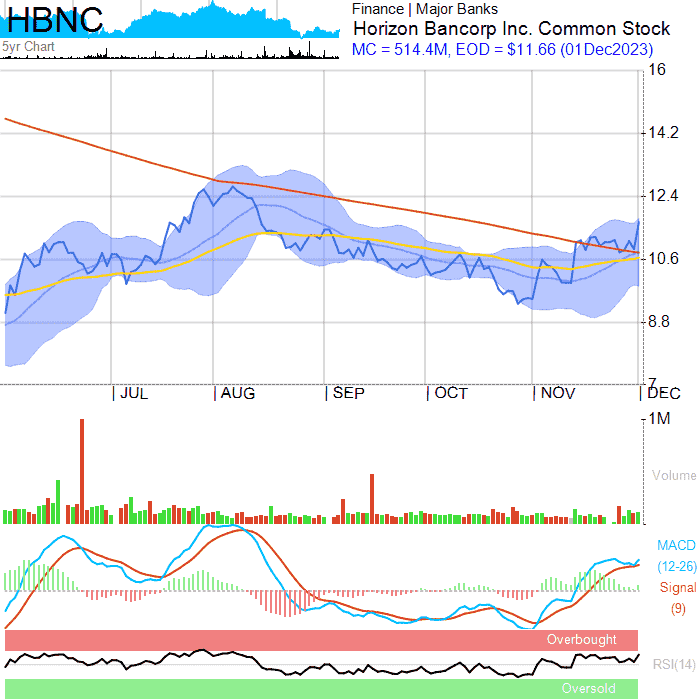 HBNC
5yr Chart
Finance | Major Banks
Horizon Bancorp Inc. Common Stock
MC = 514.4M, EOD = $11.66 (01Dec2023)
16
14.2
12.4
10.6
8.8
7
JUL
AUG
SEP
OCT
NOV
DEC
1M
Volume
MACD
(12-26)
Signal
(9)
Overbought
RSI(14)
Oversold